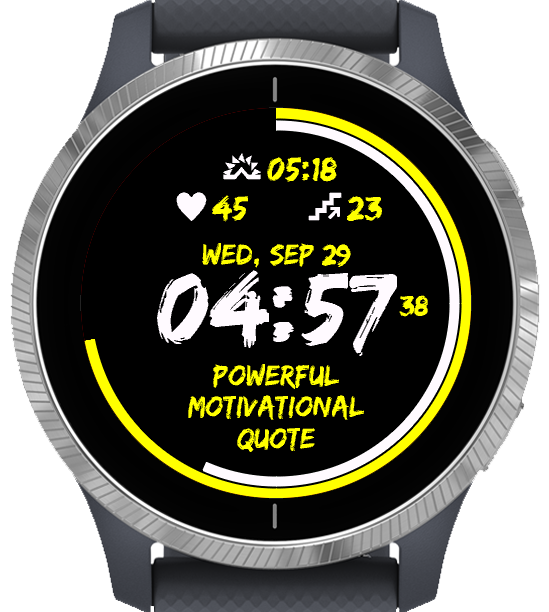 05:18
45 23
WED, SEP 29
04:57 38
POWERFUL
MOTIVATIONAL
QUOTE